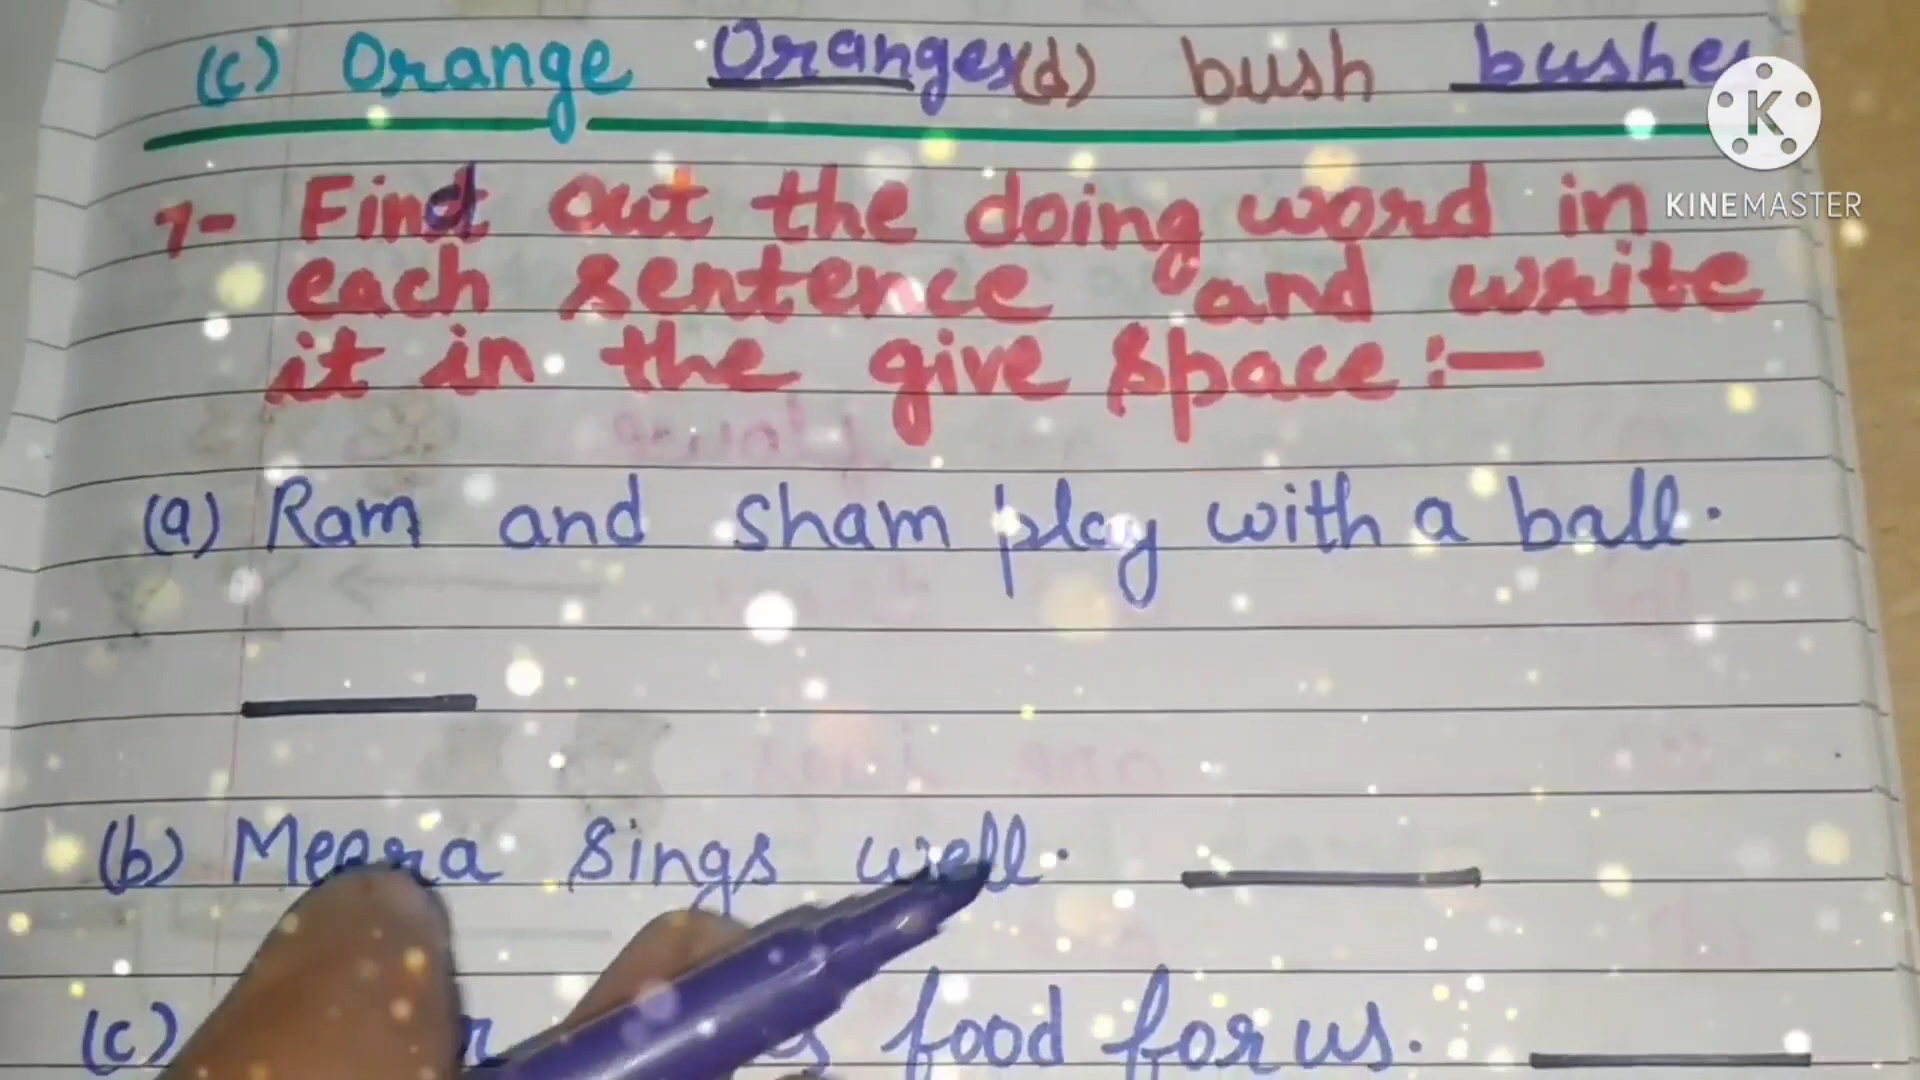 (c) Orange Oranges (d) bush bushes
7- Find out the doing word in
each sentence and write
it in the give space :-
(a) Ram and sham play with a ball.
(b) Meera sings well.
(c) food for us.
K
KINEMASTER